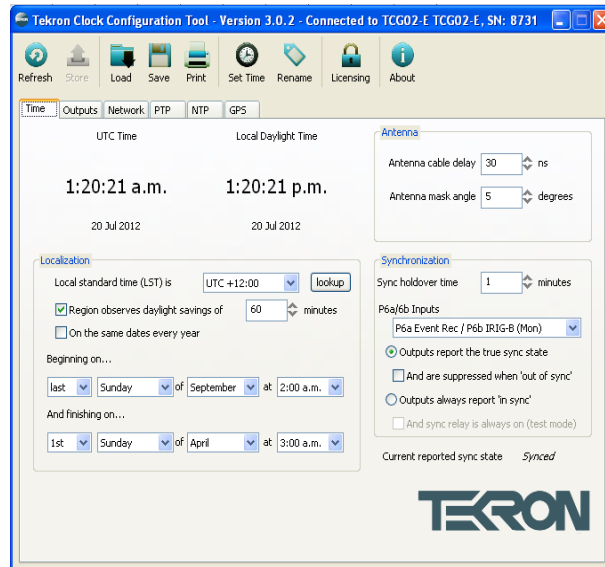 Tekron Clock Configuration Tool - Version 3.0.2 - Connected to TCG02-E TCG02-E, SN: 8731
Refresh Store Load Save Print Set Time Rename Licensing About
Time Outputs Network PTP NTP GPS
UTC Time Local Daylight Time
1:20:21 a.m. 1:20:21 p.m.
20 Jul 2012 20 Jul 2012
Antenna
Antenna cable delay 30 ns
Antenna mask angle 5 degrees
Localization
Local standard time (LST) is UTC +12:00 lookup
Region observes daylight savings of 60 minutes
On the same dates every year
Beginning on...
last Sunday of September at 2:00 a.m.
And finishing on...
1st Sunday of April at 3:00 a.m.
Synchronization
Sync holdover time 1 minutes
P6a/6b Inputs
P6a Event Rec / P6b IRIG-B (Mon)
Outputs report the true sync state
And are suppressed when 'out of sync'
Outputs always report 'in sync'
And sync relay is always on (test mode)
Current reported sync state Synced
TEKRON